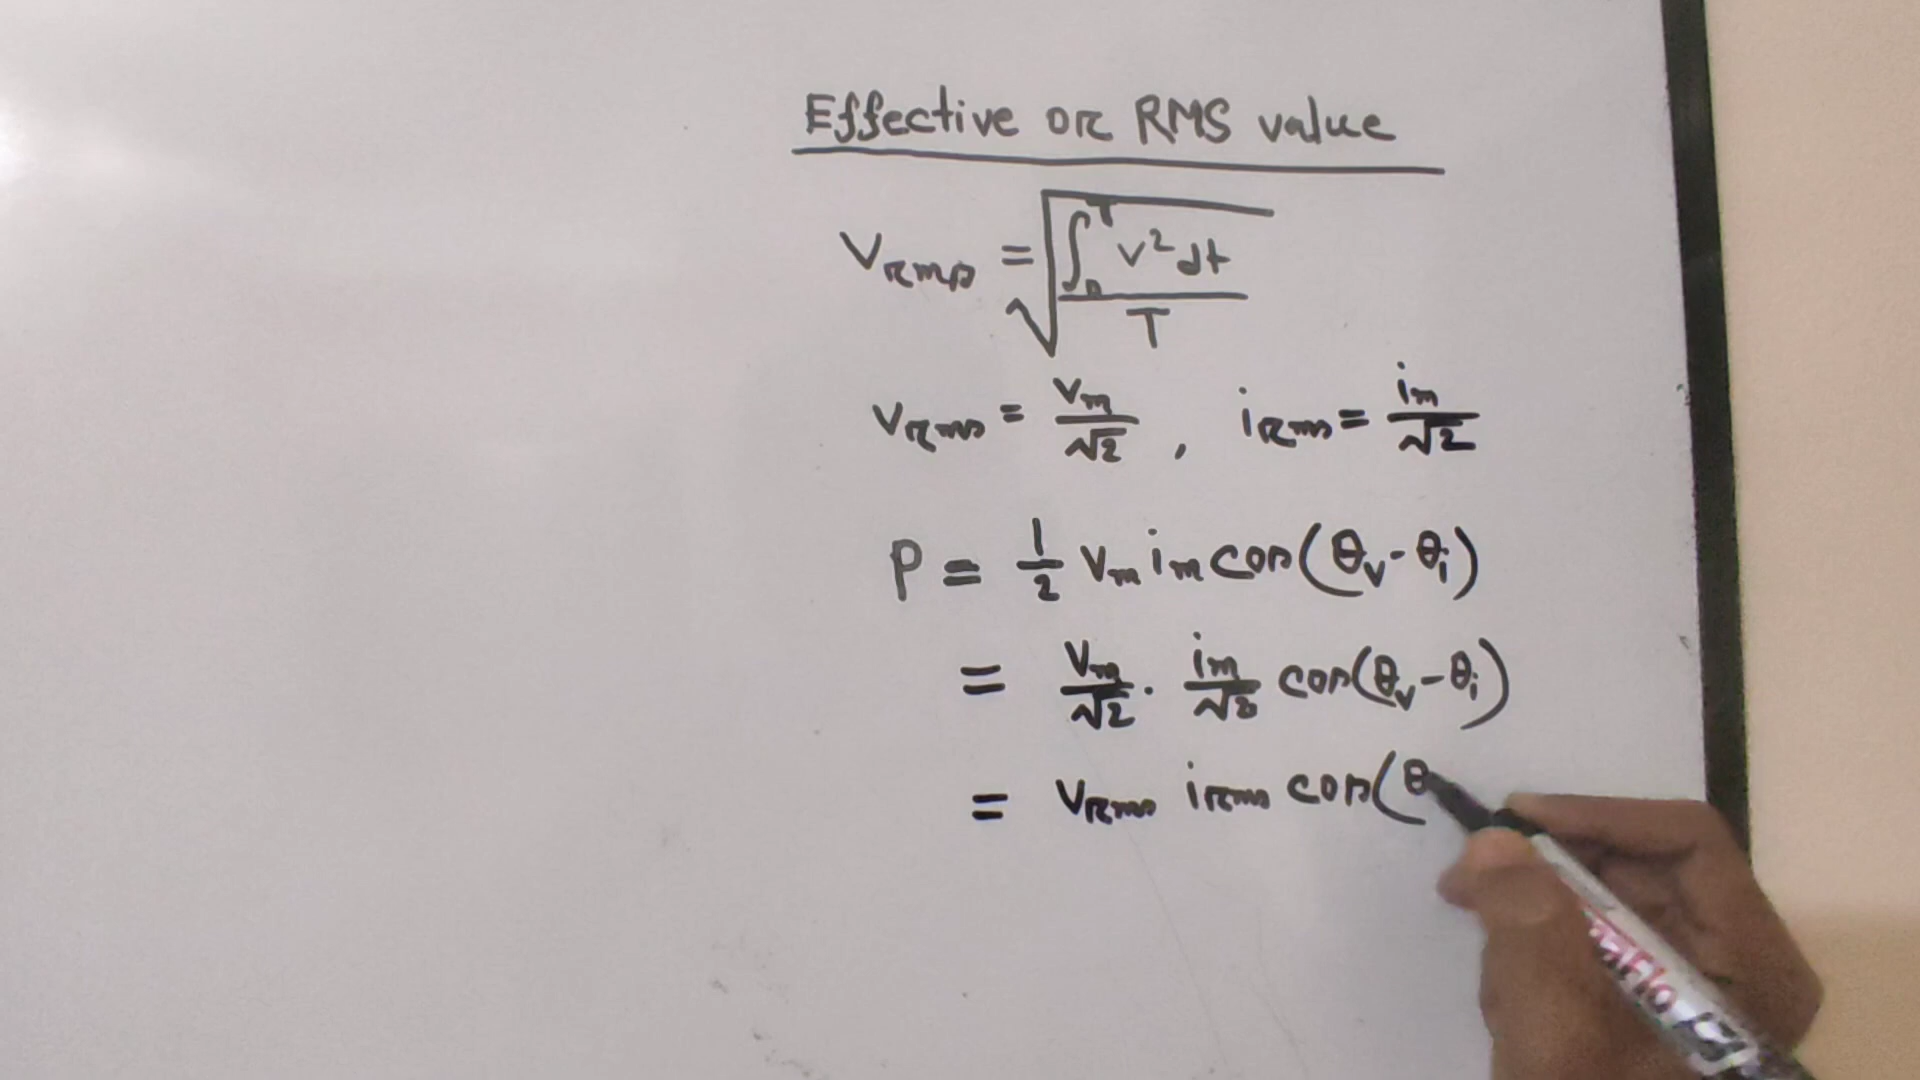 Effective or RMS value
Vrms = √(∫₀ᵀ v² dt / T)
Vrms = Vm/√2 , irms = im/√2
P = 1/2 Vm im cos(θv - θi)
= Vm/√2 . im/√2 cos(θv - θi)
= Vrms irms cos(θ